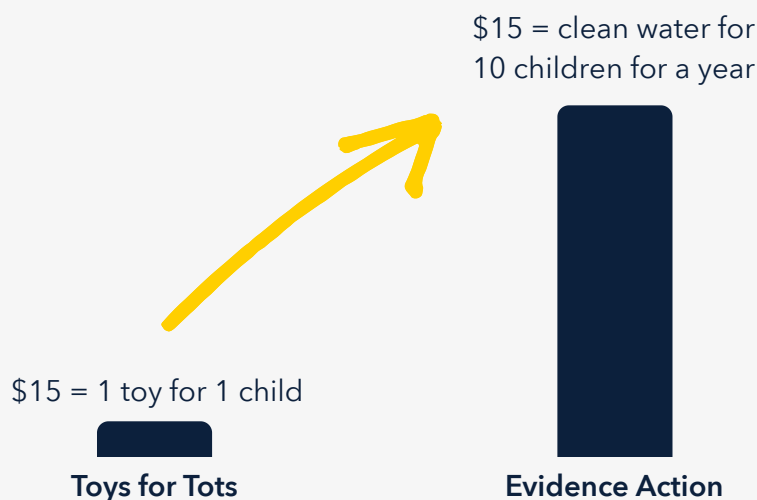 $15 = clean water for
10 children for a year
$15 = 1 toy for 1 child
Toys for Tots
Evidence Action